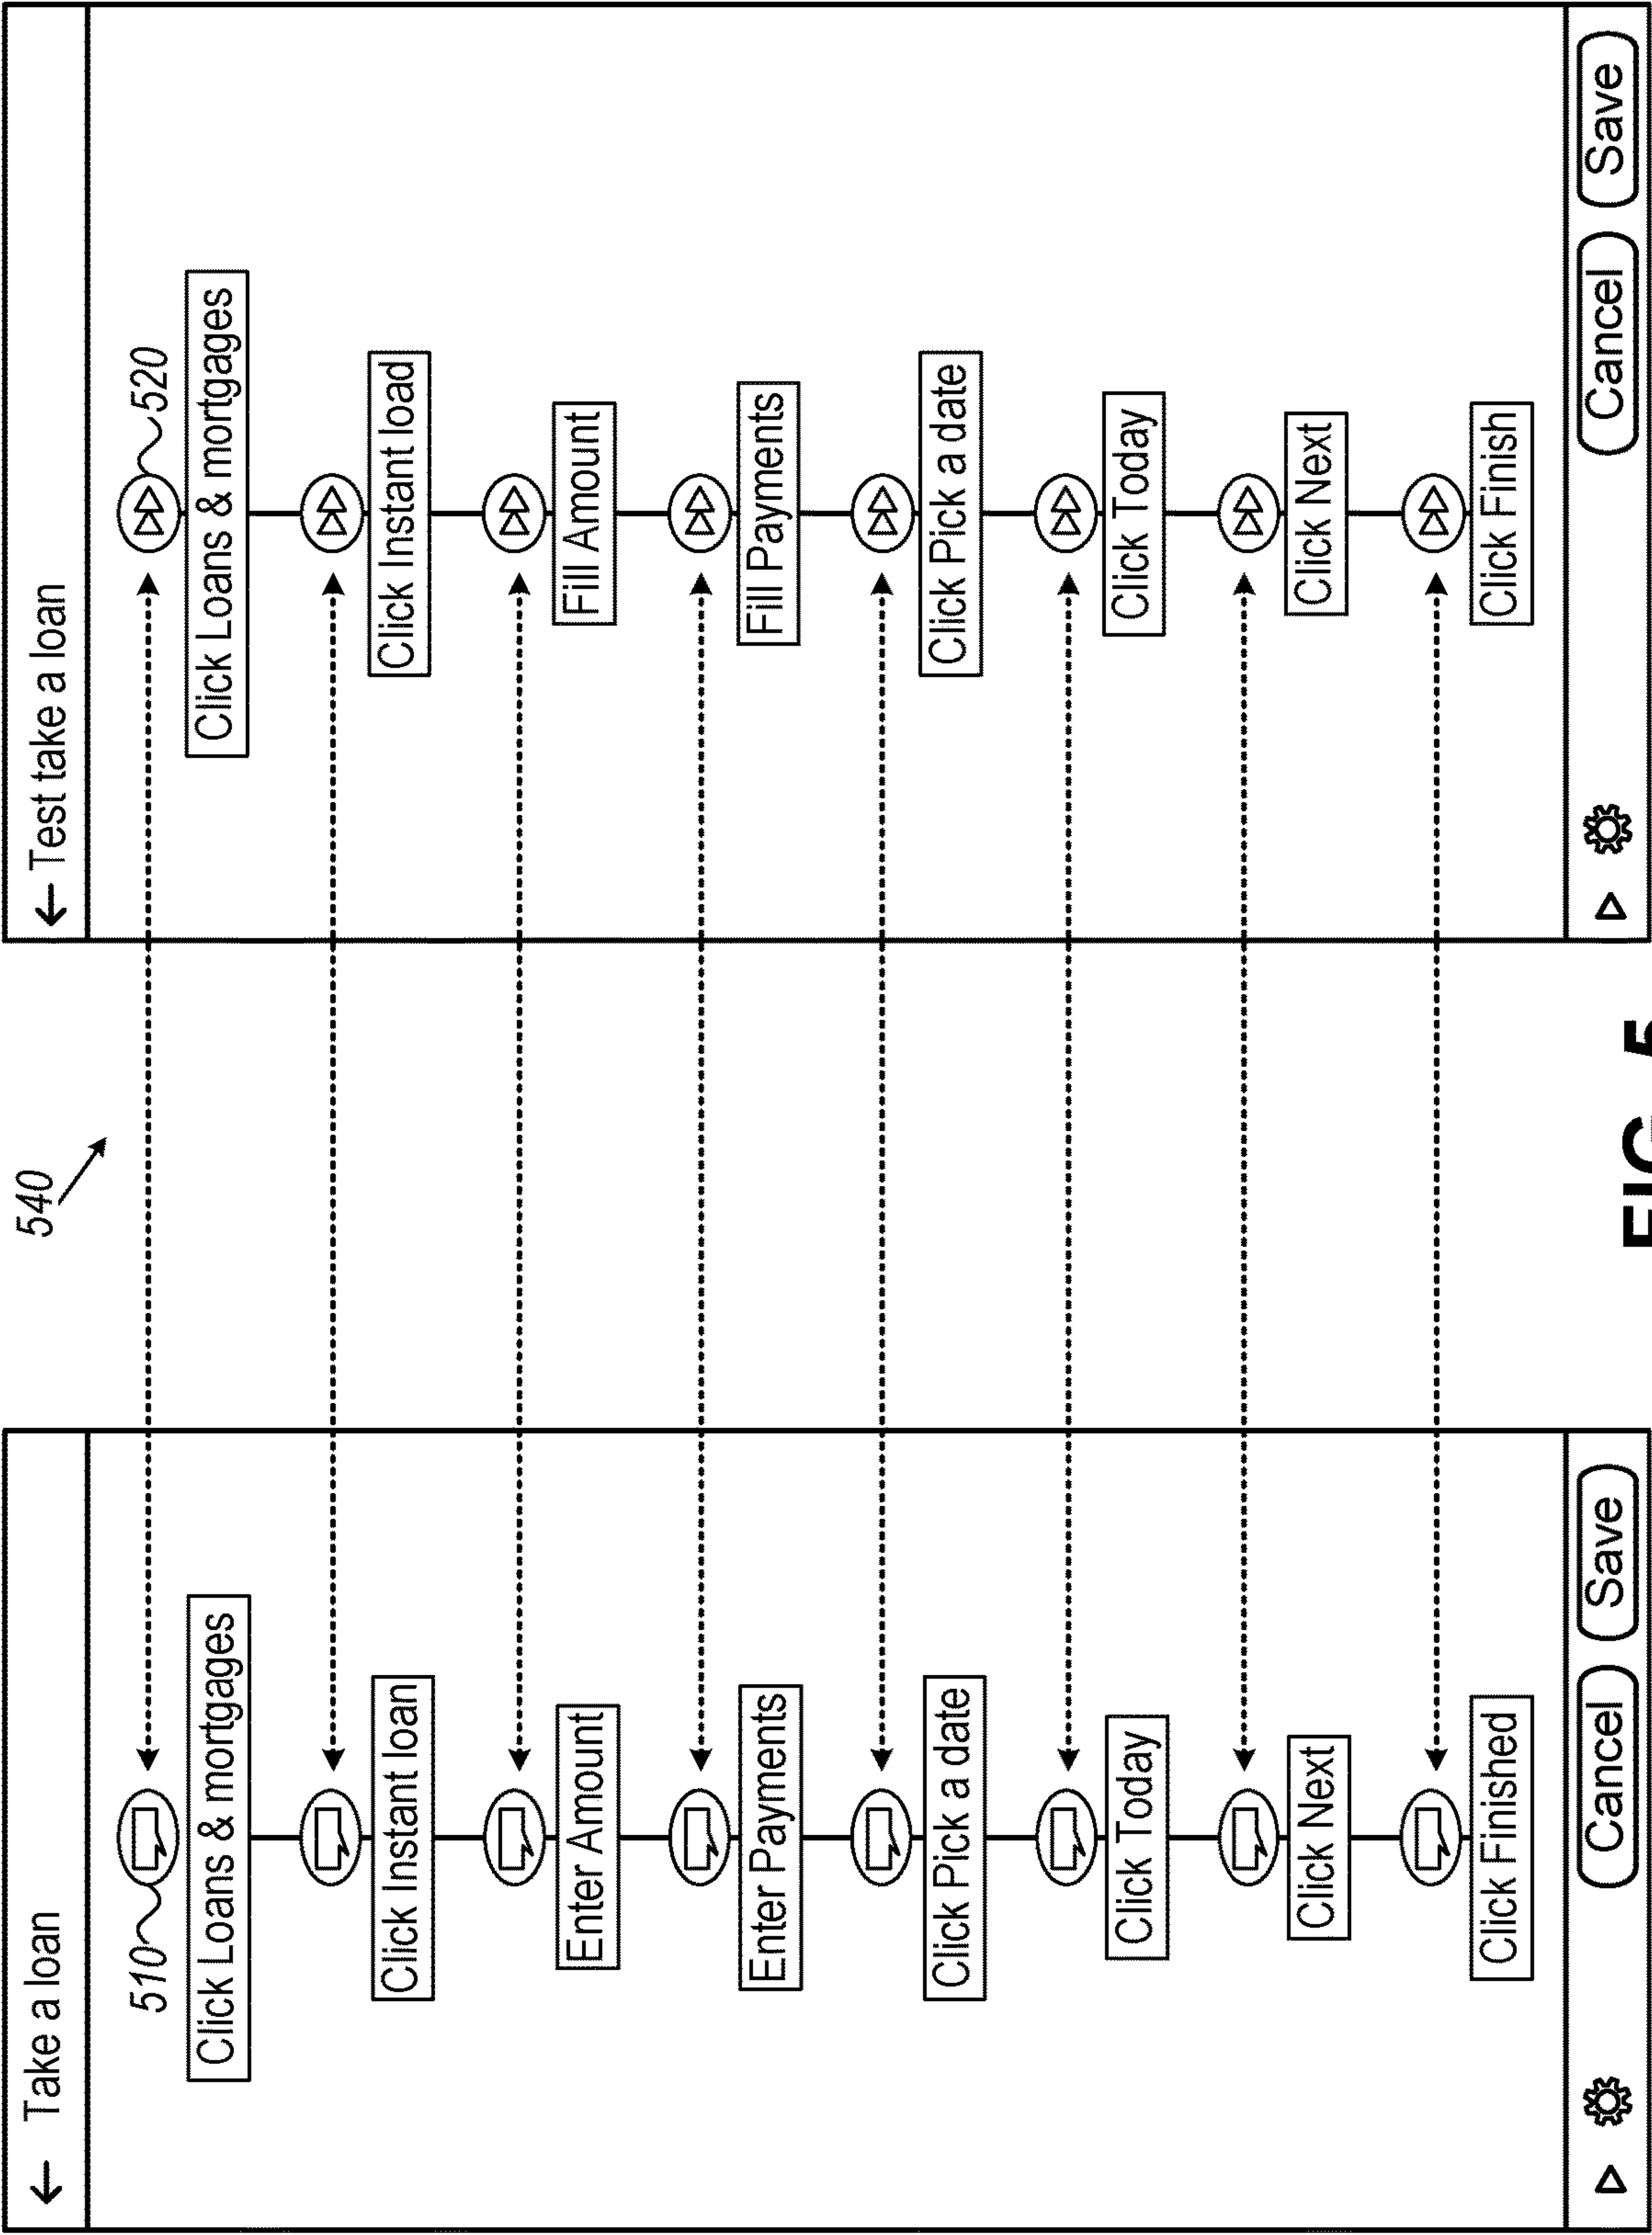 540
← Take a loan
510
Click Loans & mortgages
Click Instant loan
Enter Amount
Enter Payments
Click Pick a date
Click Today
Click Next
Click Finished
Cancel
Save
← Test take a loan
520
Click Loans & mortgages
Click Instant load
Fill Amount
Fill Payments
Click Pick a date
Click Today
Click Next
Click Finish
Cancel
Save
FIG. 5